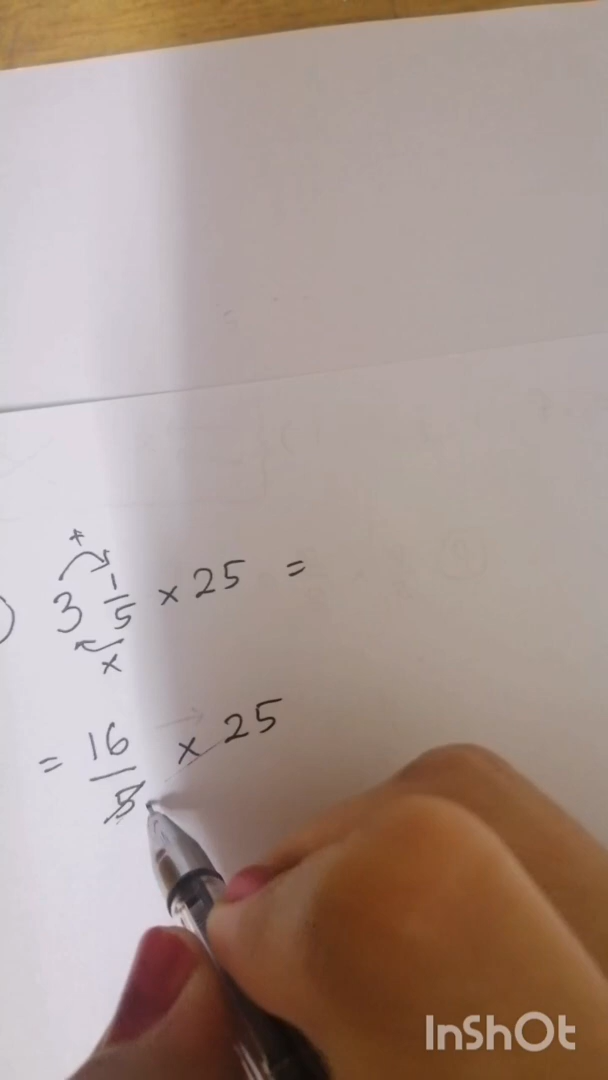 +
3 1/5 × 25 =
×
= 16/5 × 25
InShOt